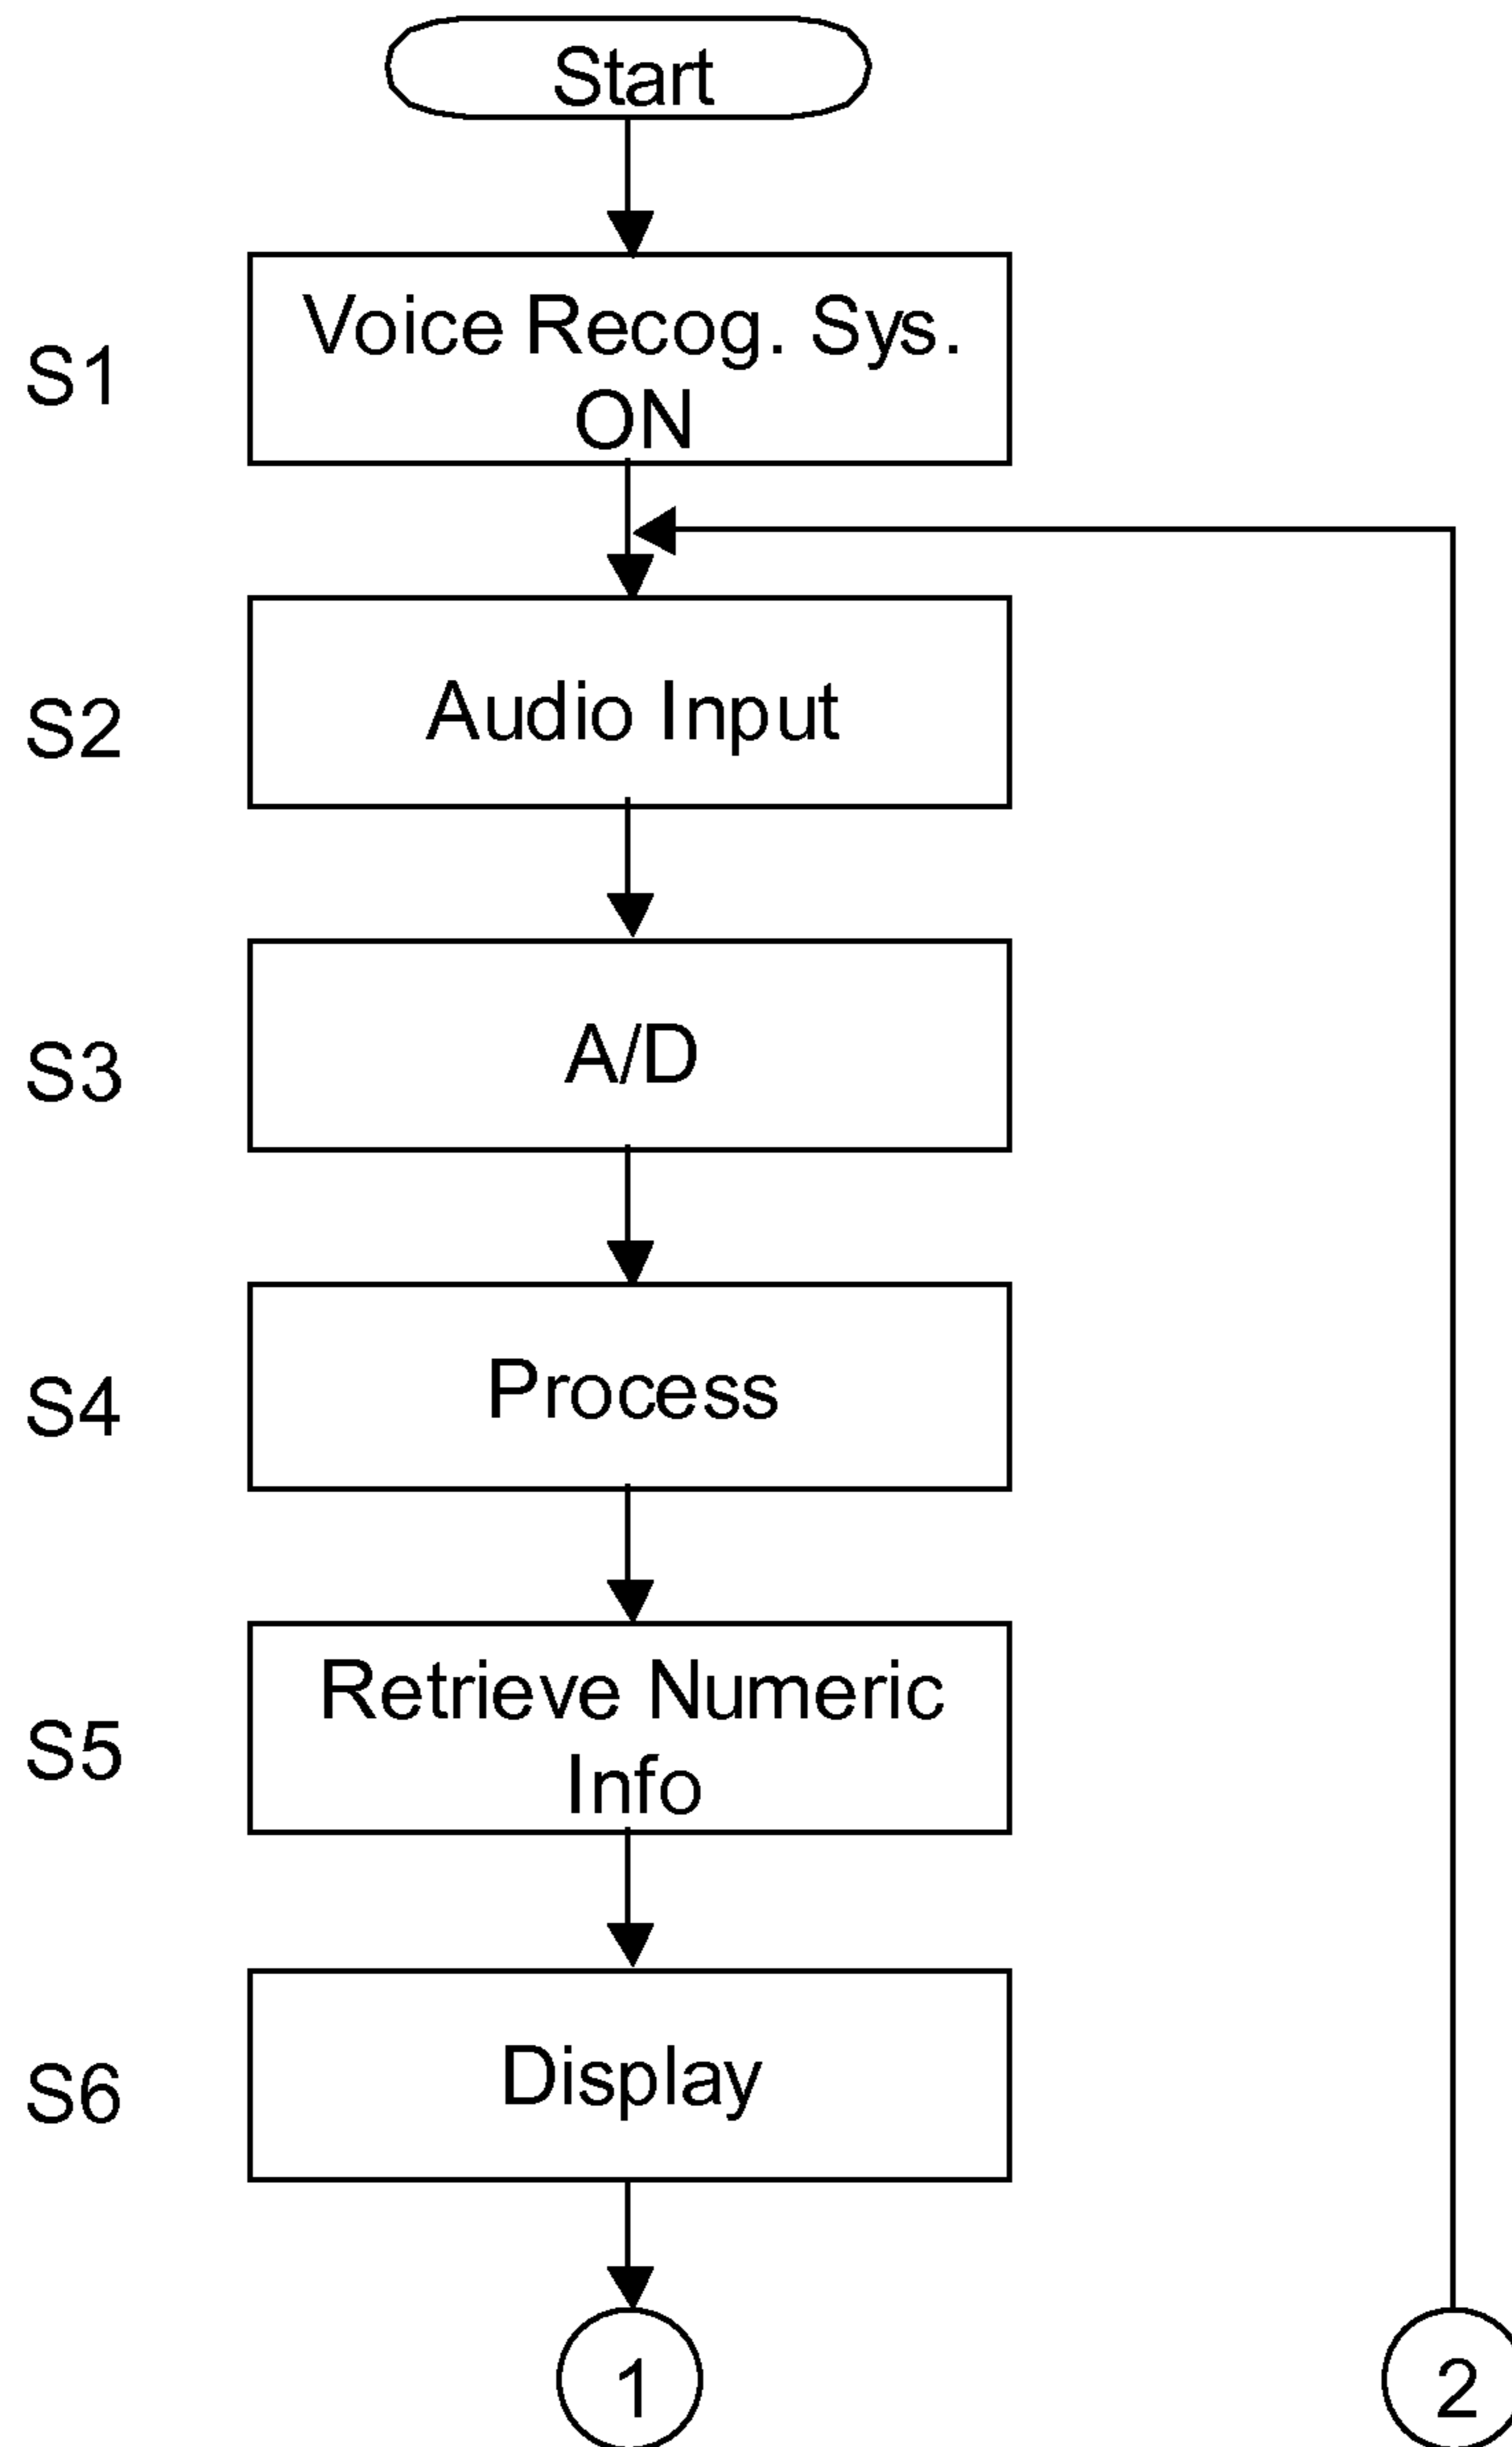 Start
S1
Voice Recog. Sys.
ON
S2
Audio Input
S3
A/D
S4
Process
S5
Retrieve Numeric
Info
S6
Display
1
2